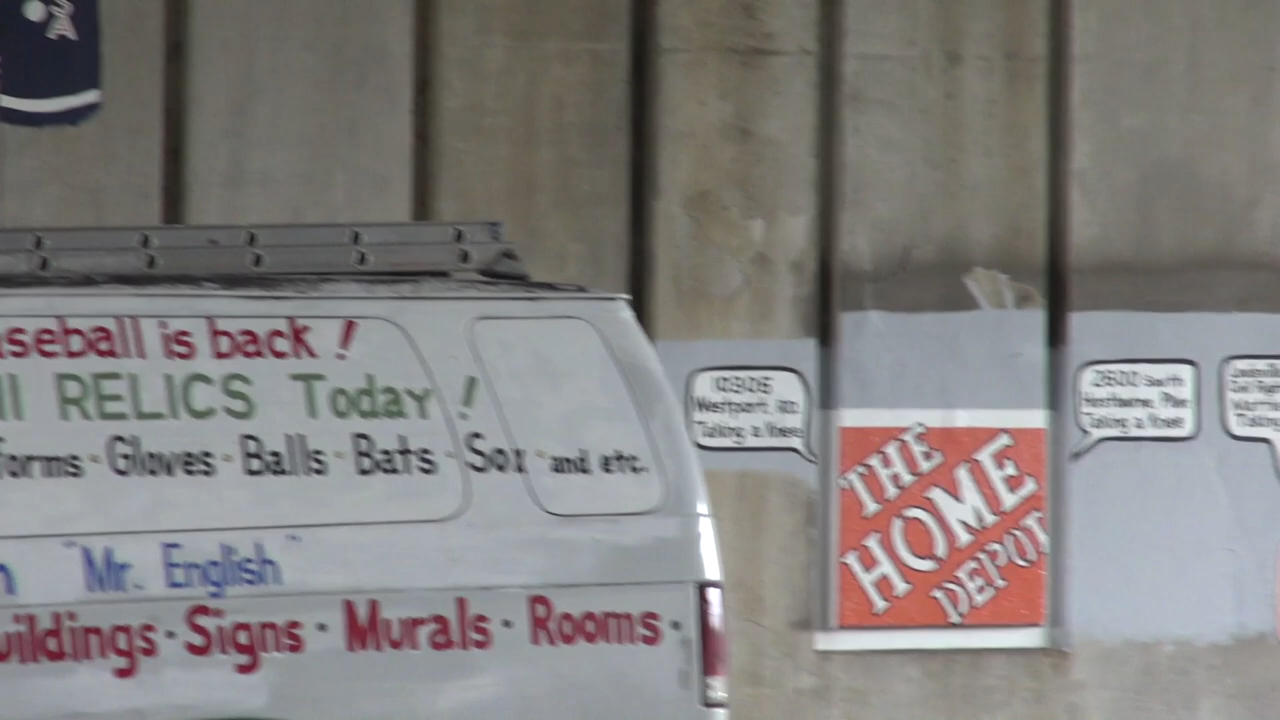 aseball is back !
RELICS Today !
forms - Gloves - Balls - Bats - Sox - and etc.
"Mr. English"
uildings · Signs · Murals · Rooms ·
Westport. RD.
Taking a Knee
THE
HOME
DEPOT
2600 South
Taking a Knee